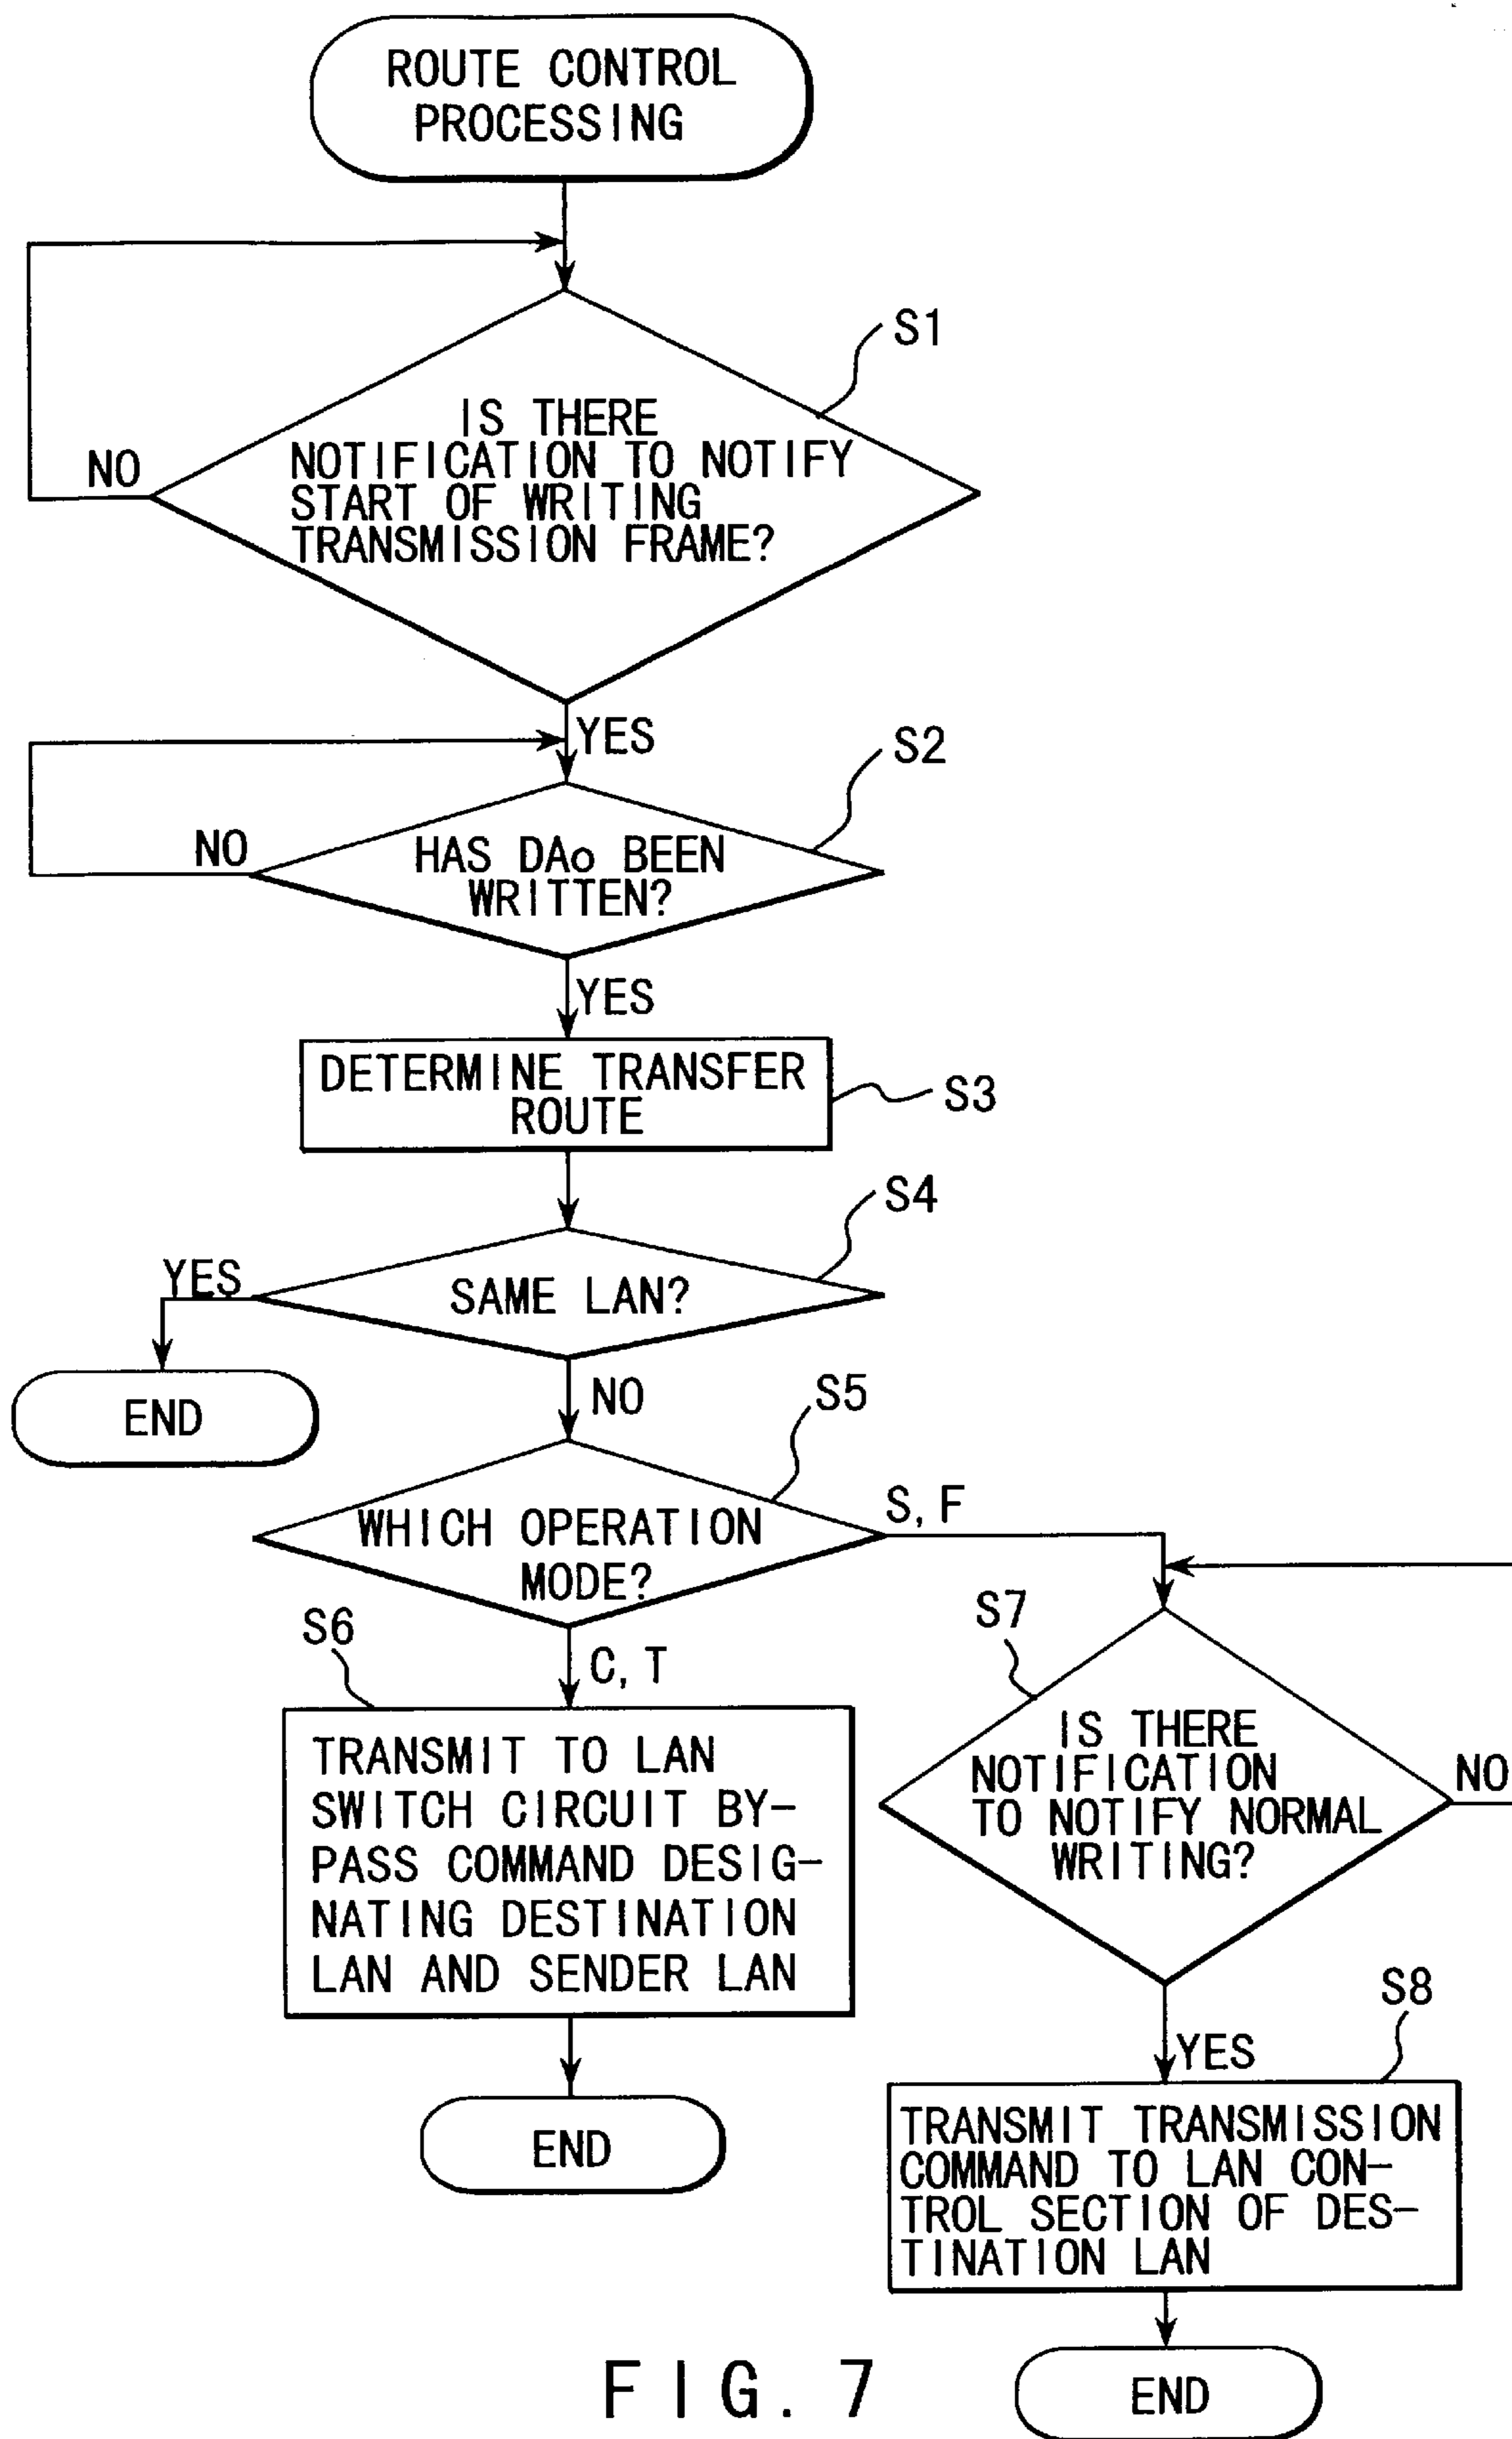 ROUTE CONTROL
PROCESSING
S1
IS THERE
NOTIFICATION TO NOTIFY
START OF WRITING
TRANSMISSION FRAME?
NO
YES
S2
HAS DAo BEEN
WRITTEN?
NO
YES
DETERMINE TRANSFER
ROUTE
S3
S4
SAME LAN?
YES
END
NO
S5
WHICH OPERATION
MODE?
S, F
C, T
S6
TRANSMIT TO LAN
SWITCH CIRCUIT BY-
PASS COMMAND DESIG-
NATING DESTINATION
LAN AND SENDER LAN
END
S7
IS THERE
NOTIFICATION
TO NOTIFY NORMAL
WRITING?
NO
YES
S8
TRANSMIT TRANSMISSION
COMMAND TO LAN CON-
TROL SECTION OF DES-
TINATION LAN
END
FIG. 7